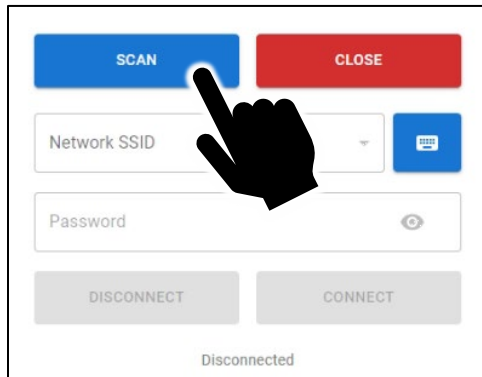 SCAN CLOSE
Network SSID
Password
DISCONNECT CONNECT
Disconnected